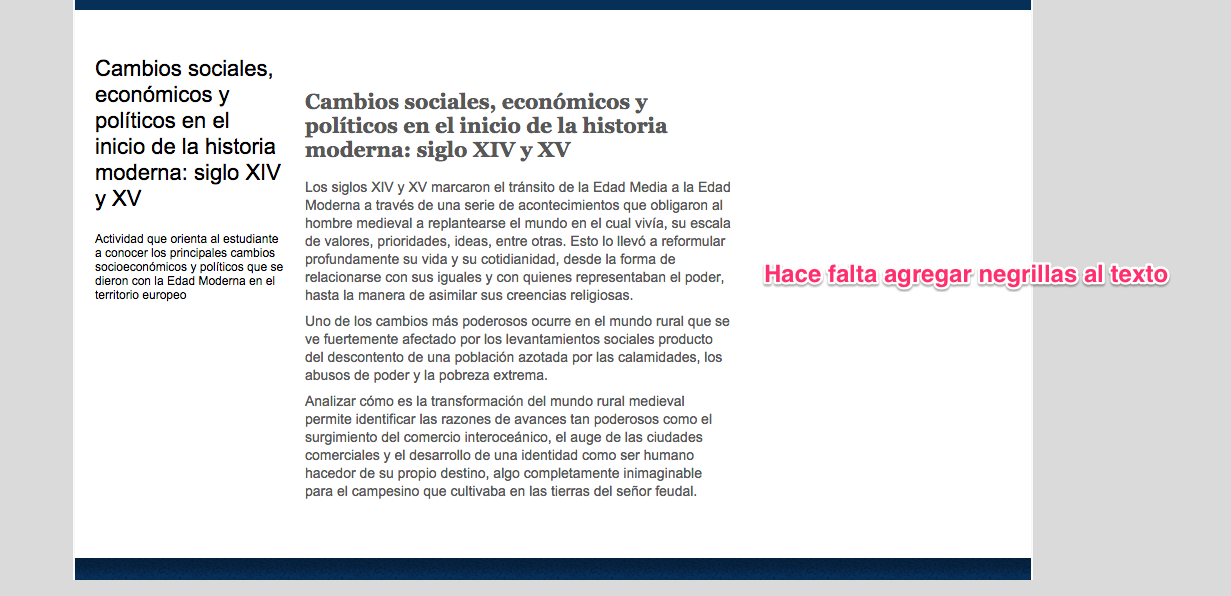 Cambios sociales,
económicos y
políticos en el
inicio de la historia
moderna: siglo XIV
y XV
Actividad que orienta al estudiante
a conocer los principales cambios
socioeconómicos y políticos que se
dieron con la Edad Moderna en el
territorio europeo
Cambios sociales, económicos y
políticos en el inicio de la historia
moderna: siglo XIV y XV
Los siglos XIV y XV marcaron el tránsito de la Edad Media a la Edad
Moderna a través de una serie de acontecimientos que obligaron al
hombre medieval a replantearse el mundo en el cual vivía, su escala
de valores, prioridades, ideas, entre otras. Esto lo llevó a reformular
profundamente su vida y su cotidianidad, desde la forma de
relacionarse con sus iguales y con quienes representaban el poder,
hasta la manera de asimilar sus creencias religiosas.
Uno de los cambios más poderosos ocurre en el mundo rural que se
ve fuertemente afectado por los levantamientos sociales producto
del descontento de una población azotada por las calamidades, los
abusos de poder y la pobreza extrema.
Analizar cómo es la transformación del mundo rural medieval
permite identificar las razones de avances tan poderosos como el
surgimiento del comercio interoceánico, el auge de las ciudades
comerciales y el desarrollo de una identidad como ser humano
hacedor de su propio destino, algo completamente inimaginable
para el campesino que cultivaba en las tierras del señor feudal.
Hace falta agregar negrillas al texto